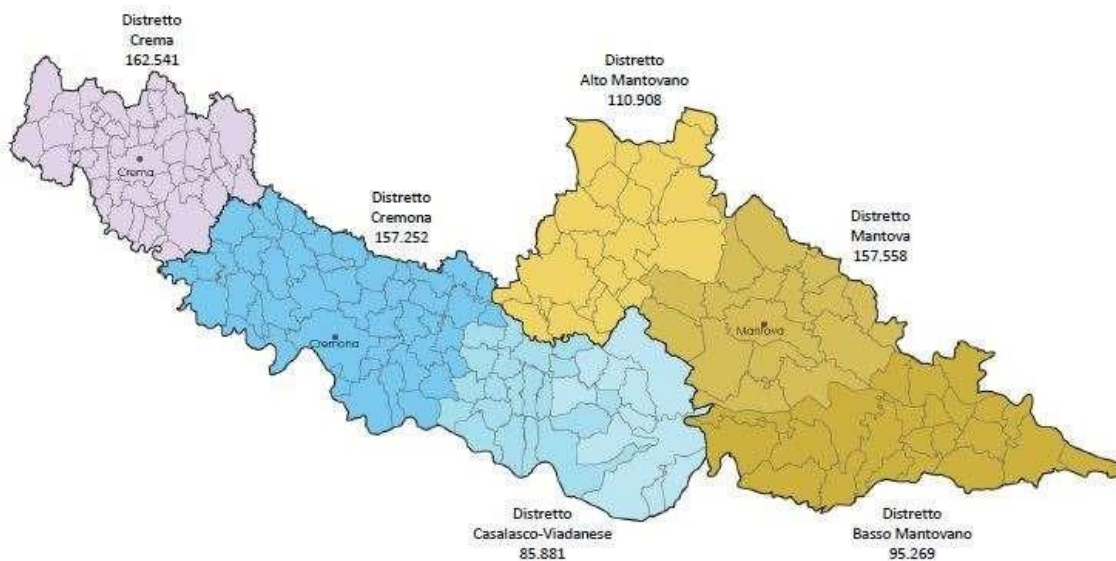 Distretto
Crema
162.541
Distretto
Alto Mantovano
110.908
Crema
Distretto
Cremona
157.252
Distretto
Mantova
157.558
Cremona
Mantova
Distretto
Casalasco-Viadanese
85.881
Distretto
Basso Mantovano
95.269